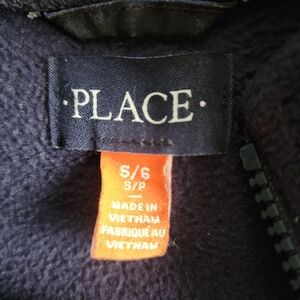 ·PLACE·
5/6
S/P
MADE IN
VIETNAM
FABRIQUÉ AU
VIETNAM